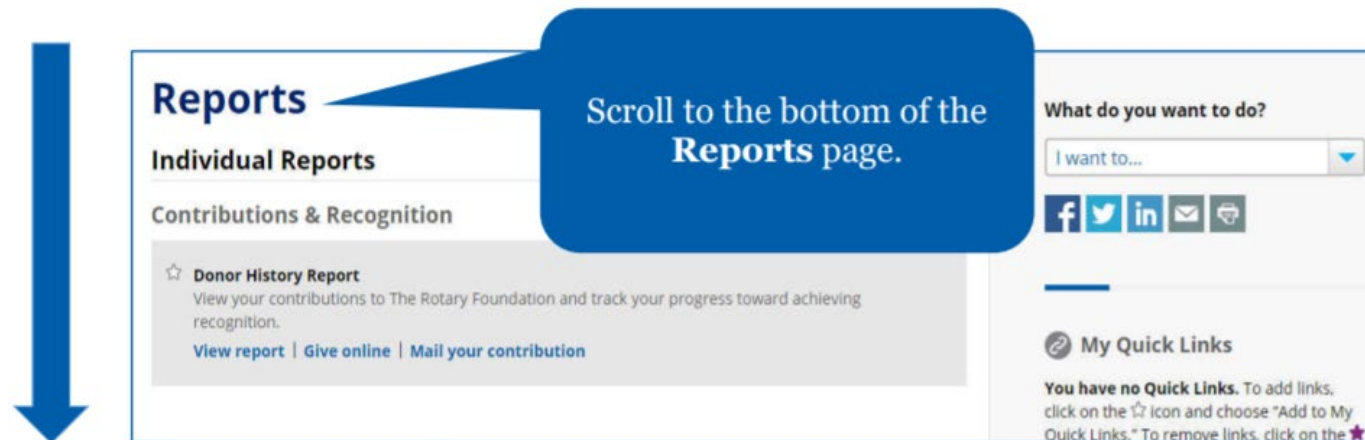 Reports
Scroll to the bottom of the
Reports page.
Individual Reports
Contributions & Recognition
Donor History Report
View your contributions to The Rotary Foundation and track your progress toward achieving
recognition.
View report | Give online | Mail your contribution
What do you want to do?
I want to...
My Quick Links
You have no Quick Links. To add links,
click on the ☆ icon and choose "Add to My
Quick Links." To remove links, click on the ★